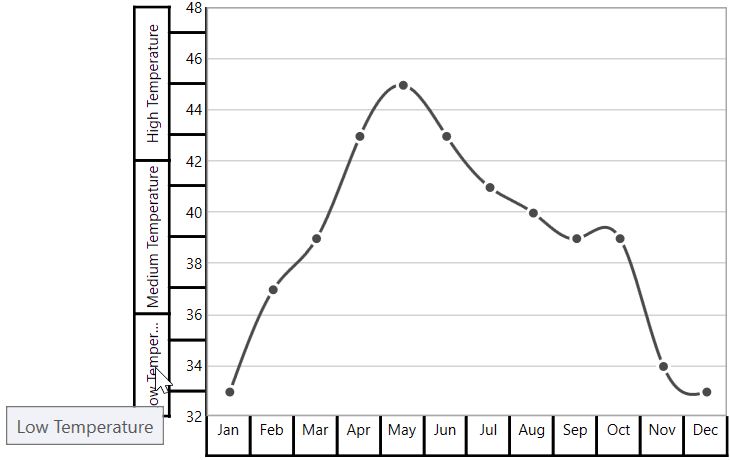 48
46
44
42
40
38
36
34
32
High Temperature
Medium Temperature
ow Temper...
Low Temperature
Jan Feb Mar Apr May Jun Jul Aug Sep Oct Nov Dec